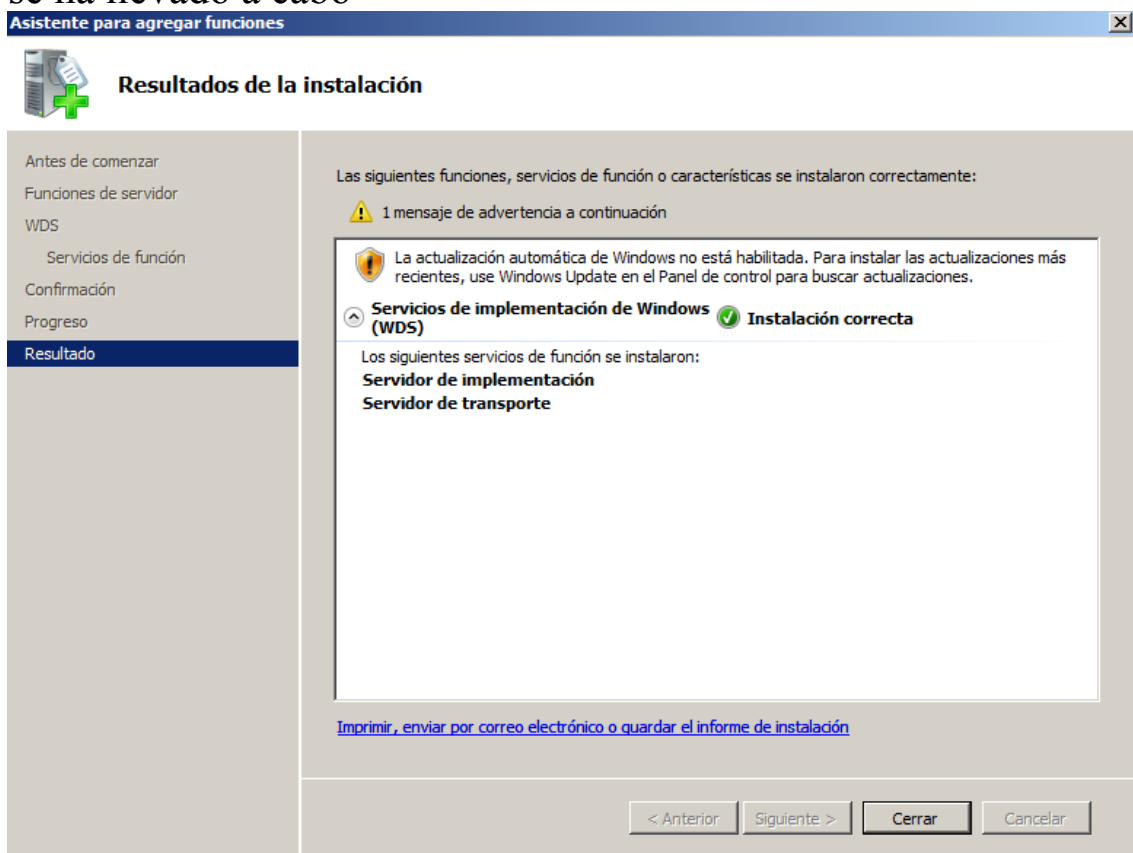 se ha llevado a cabo
Asistente para agregar funciones
Resultados de la instalación
Antes de comenzar
Funciones de servidor
WDS
Servicios de función
Confirmación
Progreso
Resultado
Las siguientes funciones, servicios de función o características se instalaron correctamente:
1 mensaje de advertencia a continuación
La actualización automática de Windows no está habilitada. Para instalar las actualizaciones más
recientes, use Windows Update en el Panel de control para buscar actualizaciones.
Servicios de implementación de Windows
(WDS)
Instalación correcta
Los siguientes servicios de función se instalaron:
Servidor de implementación
Servidor de transporte
Imprimir, enviar por correo electrónico o guardar el informe de instalación
< Anterior
Siguiente >
Cerrar
Cancelar